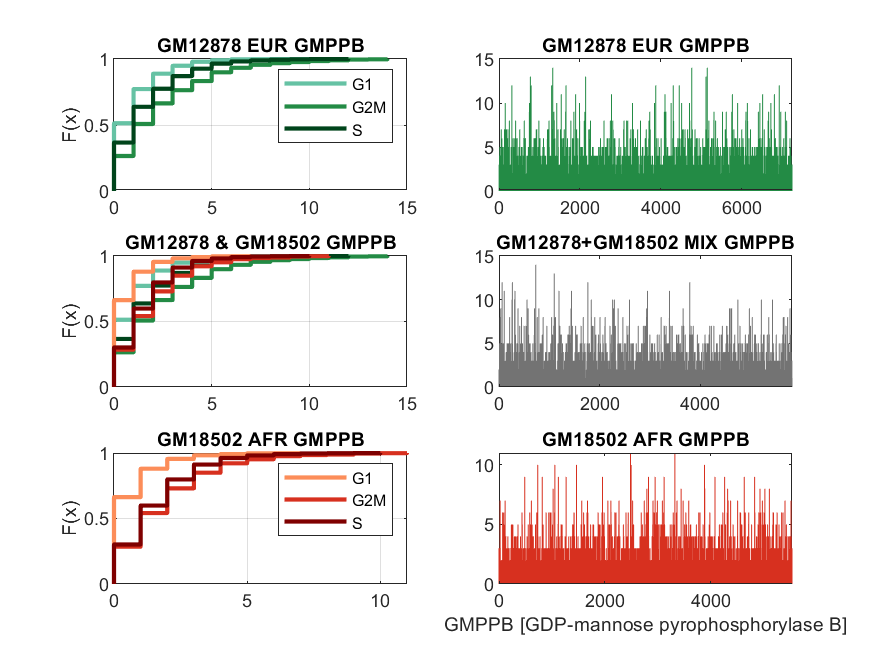 GM12878 EUR GMPPB
1
0.5
0
F(x)
0 5 10 15
G1
G2M
S
GM12878 EUR GMPPB
15
10
5
0
0 2000 4000 6000
GM12878 & GM18502 GMPPB
1
0.5
0
F(x)
0 5 10 15
GM12878+GM18502 MIX GMPPB
15
10
5
0
0 2000 4000
GM18502 AFR GMPPB
1
0.5
0
F(x)
0 5 10
G1
G2M
S
GM18502 AFR GMPPB
10
5
0
0 2000 4000
GMPPB [GDP-mannose pyrophosphorylase B]